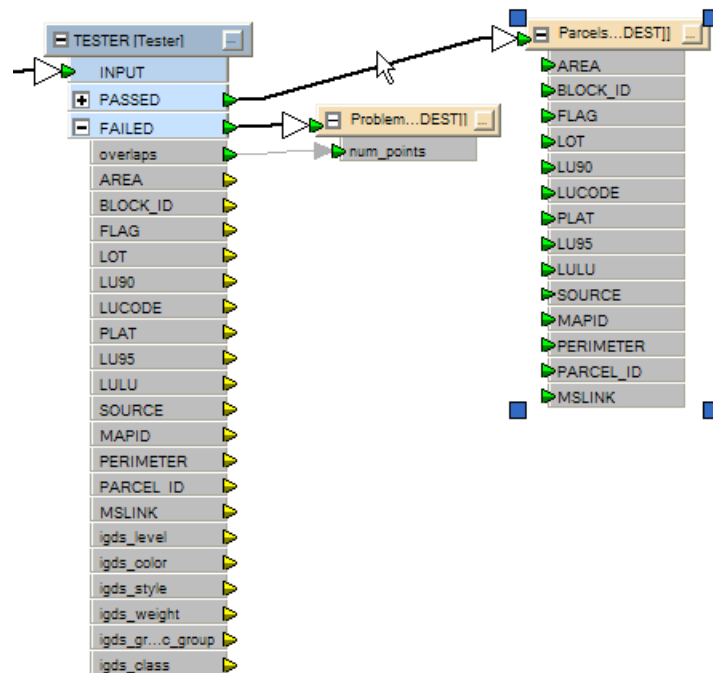 TESTER [Tester]
...
INPUT
PASSED
FAILED
overlaps
AREA
BLOCK_ID
FLAG
LOT
LU90
LUCODE
PLAT
LU95
LULU
SOURCE
MAPID
PERIMETER
PARCEL ID
MSLINK
igds_level
igds_color
igds_style
igds_weight
igds_gr...c_group
igds_class
Problem...DEST]]
...
num_points
Parcels...DEST]]
...
AREA
BLOCK_ID
FLAG
LOT
LU90
LUCODE
PLAT
LU95
LULU
SOURCE
MAPID
PERIMETER
PARCEL_ID
MSLINK